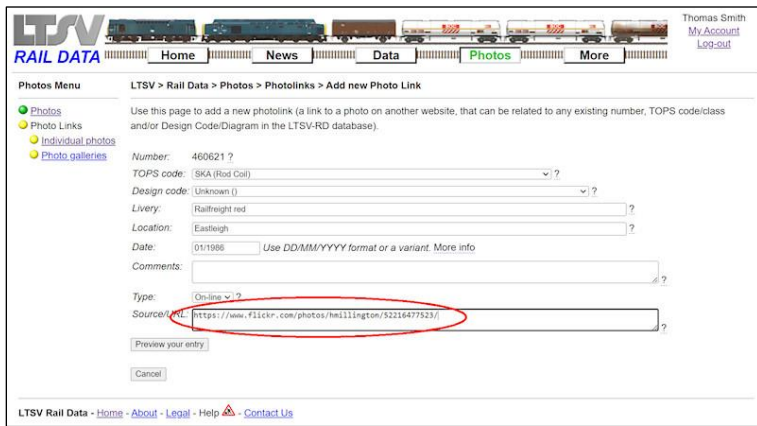 LTSV
RAIL DATA
Home News Data Photos More
Thomas Smith
My Account
Log-out
Photos Menu
Photos
Photo Links
Individual photos
Photo galleries
LTSV > Rail Data > Photos > Photolinks > Add new Photo Link
Use this page to add a new photolink (a link to a photo on another website, that can be related to any existing number, TOPS code/class
and/or Design Code/Diagram in the LTSV-RD database).
Number: 460621 ?
TOPS code: SKA (Rod Coil) ?
Design code: Unknown () ?
Livery: Railfreight red ?
Location: Eastleigh ?
Date: 01/1986 Use DD/MM/YYYY format or a variant. More info
Comments: ?
Type: On-line ?
Source/URL: https://www.flickr.com/photos/hmillington/52216477523/ ?
Preview your entry
Cancel
LTSV Rail Data - Home - About - Legal - Help - Contact Us